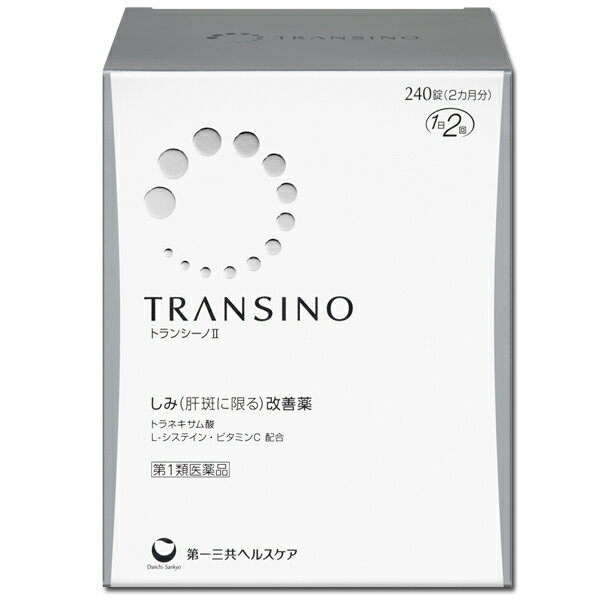 TRANSINO
240錠(2カ月分)
1日2回
TRANSINO
トランシーノⅡ
しみ(肝斑に限る)改善薬
トラネキサム酸
L-システイン・ビタミンC 配合
第1類医薬品
Daiichi-Sankyo
第一三共ヘルスケア